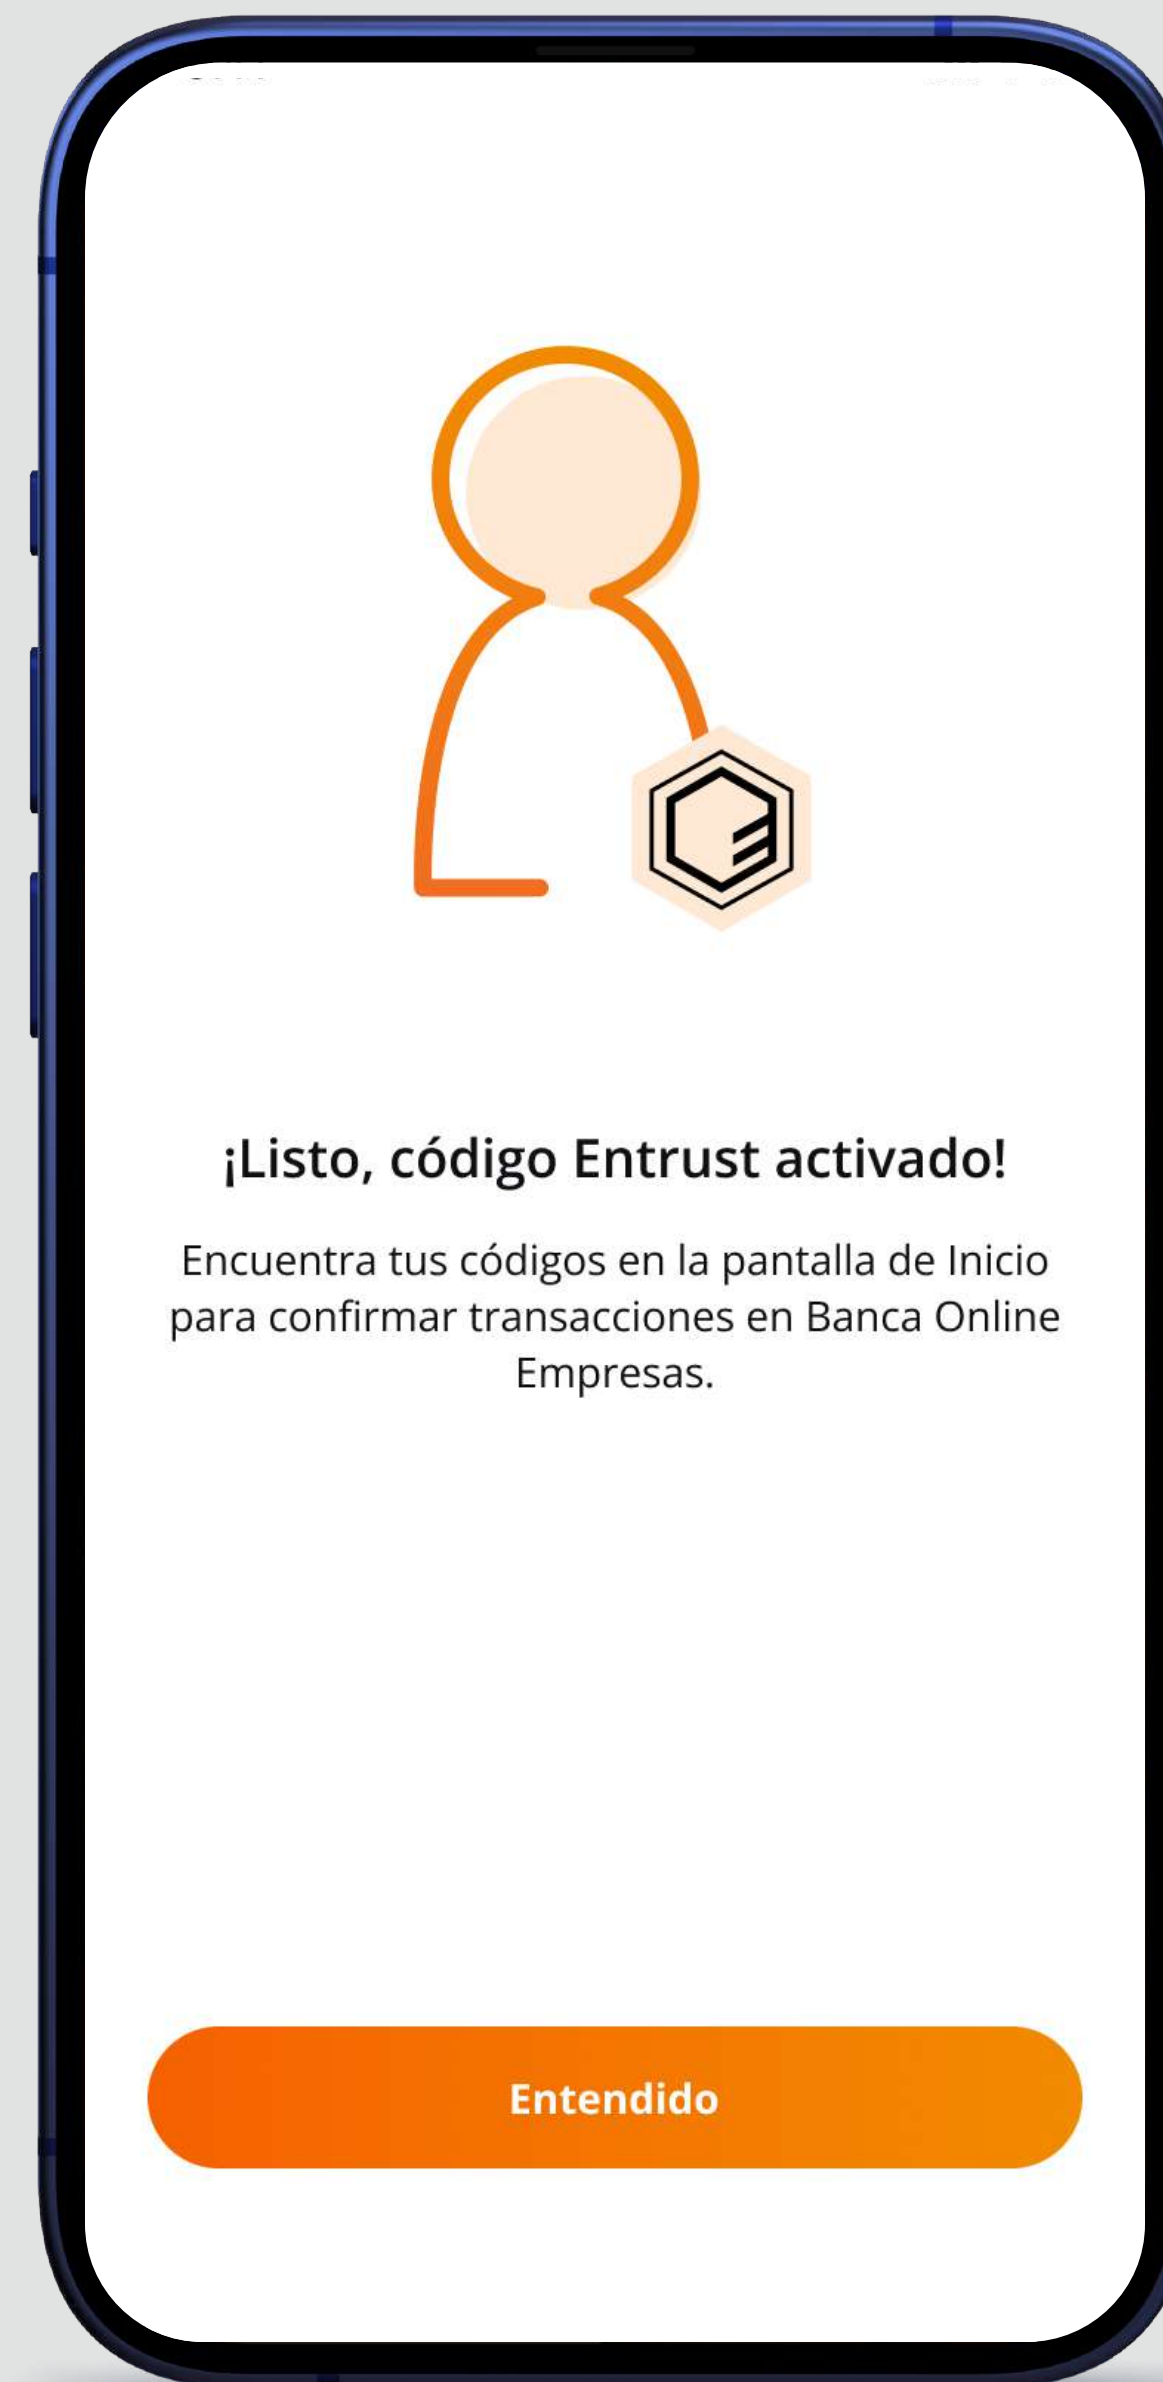 ¡Listo, código Entrust activado!
Encuentra tus códigos en la pantalla de Inicio
para confirmar transacciones en Banca Online
Empresas.
Entendido